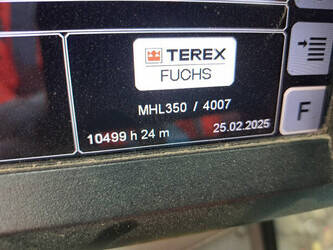 TEREX
FUCHS
MHL350 / 4007
10499 h 24 m 25.02.2025
F